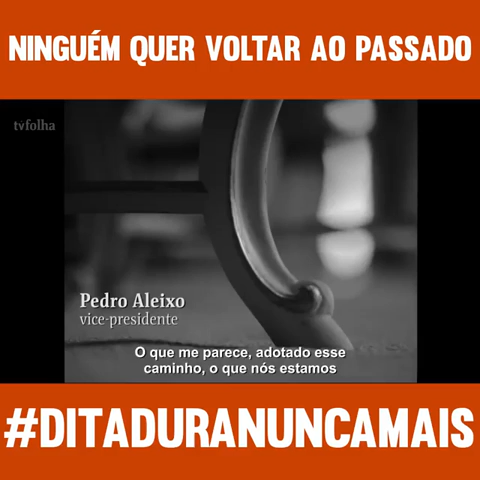 NINGUÉM QUER VOLTAR AO PASSADO
tvfolha
Pedro Aleixo
vice-presidente
O que me parece, adotado esse
caminho, o que nós estamos
#DITADURANUNCAMAIS